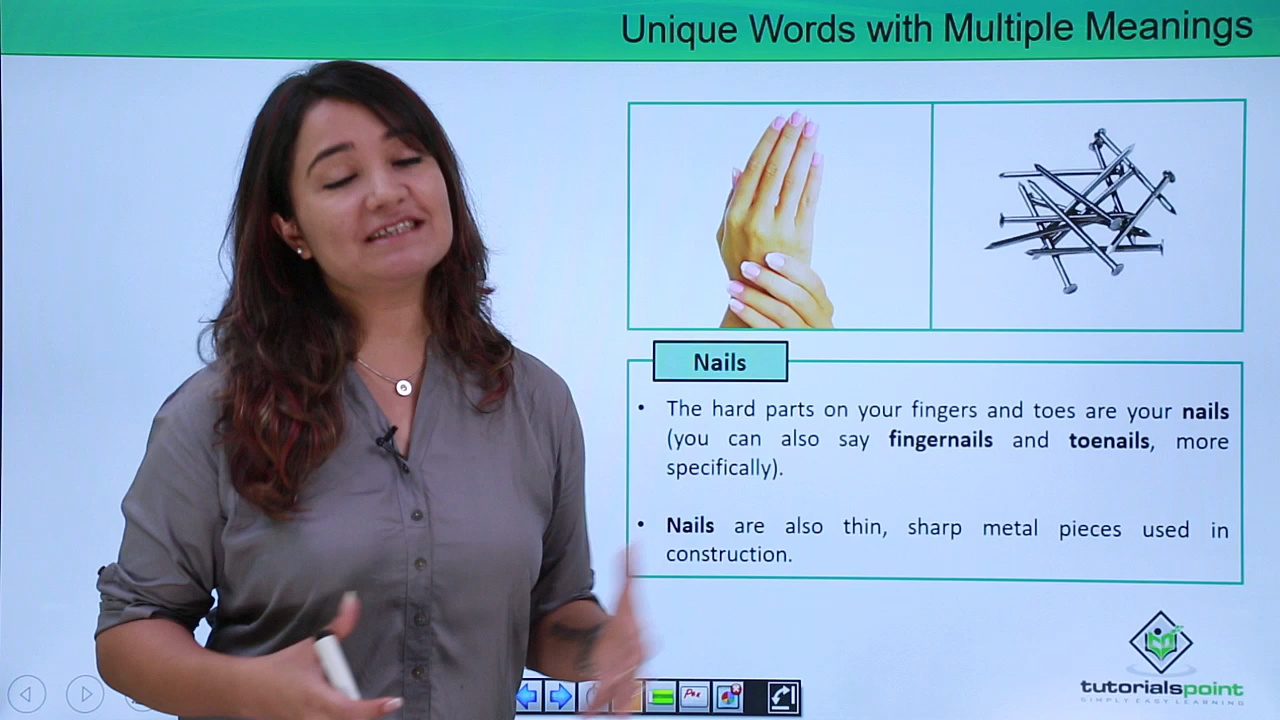 Unique Words with Multiple Meanings
Nails
• The hard parts on your fingers and toes are your nails
(you can also say fingernails and toenails, more
specifically).
• Nails are also thin, sharp metal pieces used in
construction.
tutorialspoint
SIMPLY EASY LEARNING
Pen